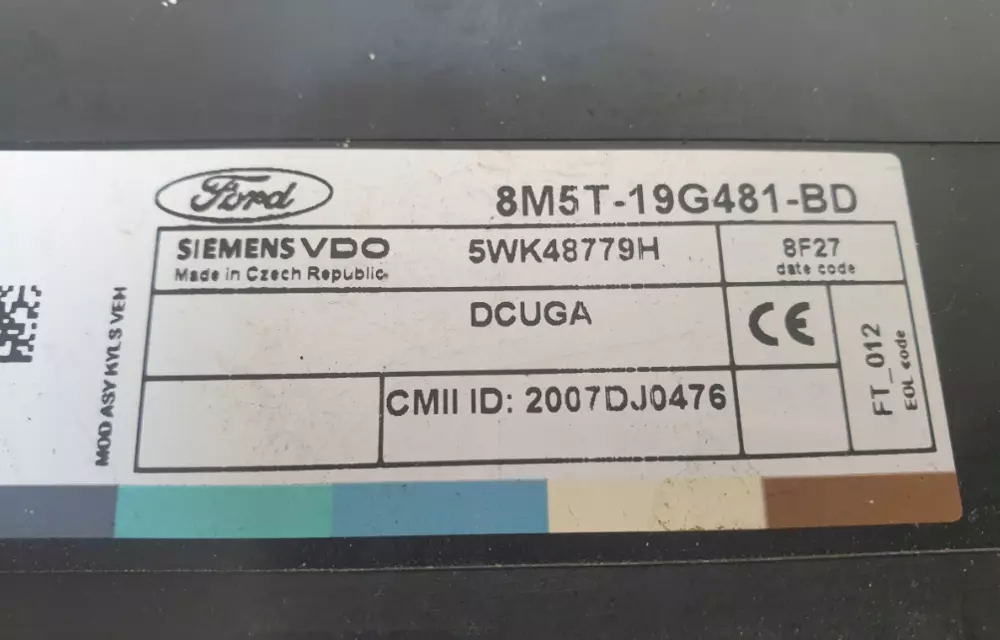 Ford
8M5T-19G481-BD
SIEMENS VDO
Made in Czech Republic
5WK48779H
8F27
date code
DCUGA
CE
FT_012
EOL code
CMII ID: 2007DJ0476
MOD ASY KYLS VEH